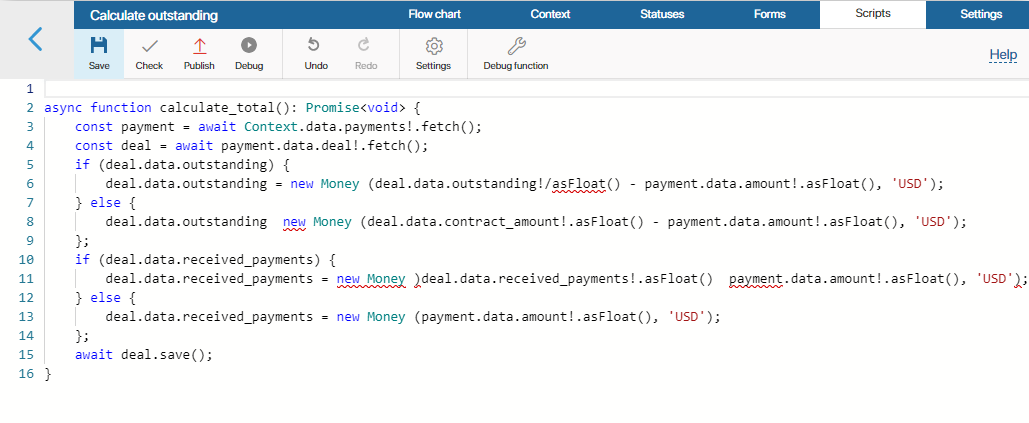 Calculate outstanding Flow chart Context Statuses Forms Scripts Settings
Save Check Publish Debug Undo Redo Settings Debug function Help
1
2 async function calculate_total(): Promise<void> {
3     const payment = await Context.data.payments!.fetch();
4     const deal = await payment.data.deal!.fetch();
5     if (deal.data.outstanding) {
6         deal.data.outstanding = new Money (deal.data.outstanding!/asFloat() - payment.data.amount!.asFloat(), 'USD');
7     } else {
8         deal.data.outstanding  new Money (deal.data.contract_amount!.asFloat() - payment.data.amount!.asFloat(), 'USD');
9     };
10     if (deal.data.received_payments) {
11         deal.data.received_payments = new Money )deal.data.received_payments!.asFloat()  payment.data.amount!.asFloat(), 'USD');
12     } else {
13         deal.data.received_payments = new Money (payment.data.amount!.asFloat(), 'USD');
14     };
15     await deal.save();
16 }